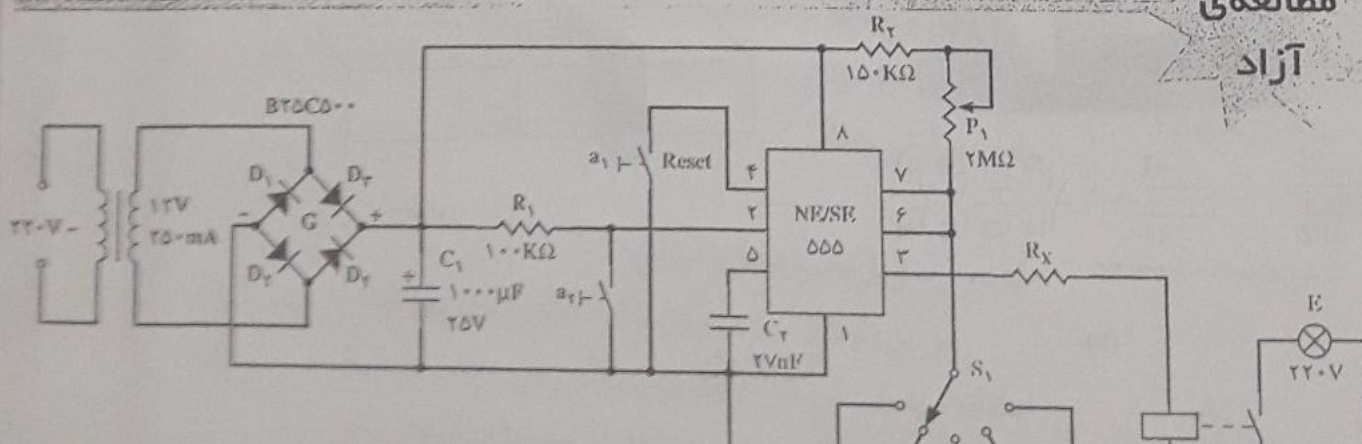 مطالعه‌ی
آزاد
R۲
۱۵۰KΩ
B۲۵C۵۰۰
P۱
۲MΩ
۸
a۱
Reset
۴
۷
D۱
D۳
۱۲V
۲۵۰mA
۲۲۰V~
G
-
+
R۱
۱۰۰KΩ
۲
NE/SE
۵۵۵
۶
۵
۳
RX
D۲
D۴
C۱
+
۱۰۰۰μF
۲۵V
a۲
C۲
۲۷nF
۱
S۱
E
۲۲۰V